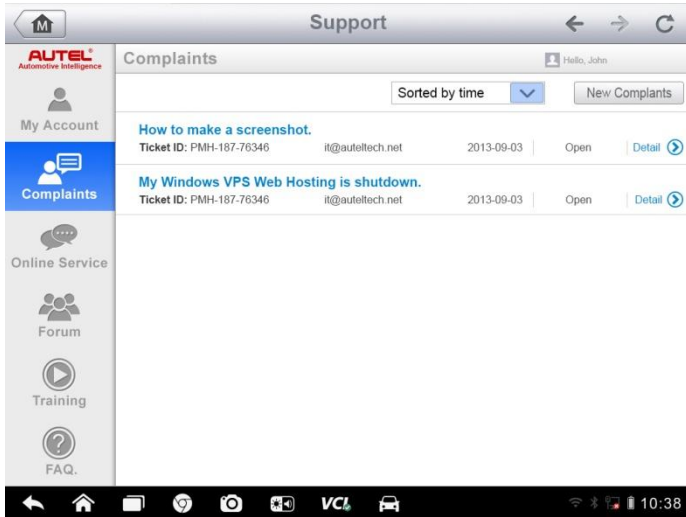 M
Support
AUTEL®
Automotive Intelligence
Complaints
Hello, John
Sorted by time
New Complants
My Account
How to make a screenshot.
Ticket ID: PMH-187-76346 it@auteltech.net 2013-09-03 Open Detail
Complaints
My Windows VPS Web Hosting is shutdown.
Ticket ID: PMH-187-76346 it@auteltech.net 2013-09-03 Open Detail
Online Service
Forum
Training
?
FAQ.
VCI 10:38